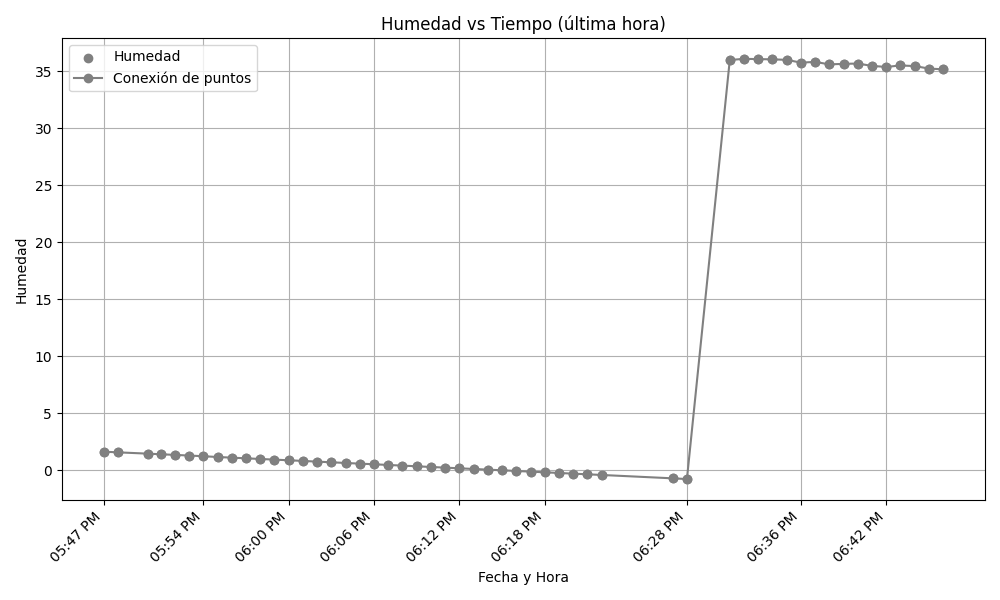 Humedad vs Tiempo (última hora)
Humedad
Conexión de puntos
Humedad
35
30
25
20
15
10
5
0
05:47 PM
05:54 PM
06:00 PM
06:06 PM
06:12 PM
06:18 PM
06:28 PM
06:36 PM
06:42 PM
Fecha y Hora